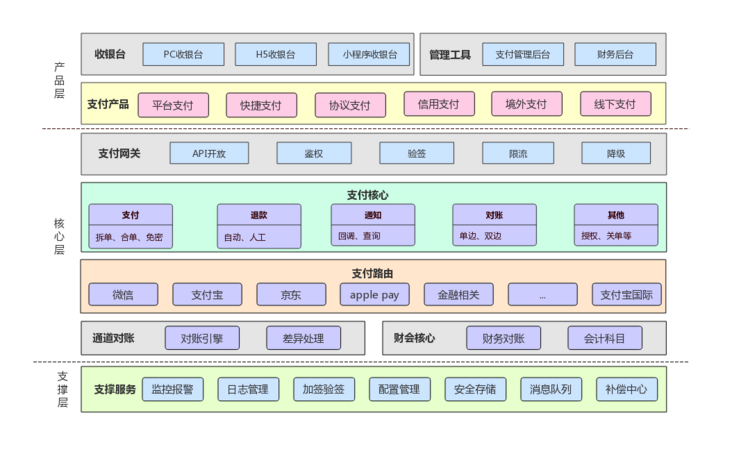 产品层
收银台 PC收银台 H5收银台 小程序收银台 管理工具 支付管理后台 财务后台
支付产品 平台支付 快捷支付 协议支付 信用支付 境外支付 线下支付
核心层
支付网关 API开放 鉴权 验签 限流 降级
支付核心
支付 退款 通知 对账 其他
拆单、合单、免密 自动、人工 回调、查询 单边、双边 授权、关单等
支付路由
微信 支付宝 京东 apple pay 金融相关 ... 支付宝国际
通道对账 对账引擎 差异处理 财会核心 财务对账 会计科目
支撑层
支撑服务 监控报警 日志管理 加签验签 配置管理 安全存储 消息队列 补偿中心